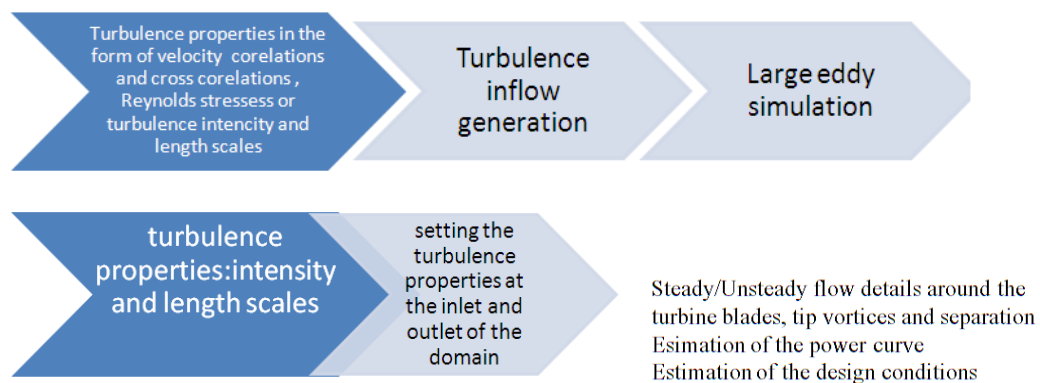 Turbulence properties in the
form of velocity corelations
and cross corelations ,
Reynolds stressess or
turbulence intencity and
length scales
Turbulence
inflow
generation
Large eddy
simulation
turbulence
properties:intensity
and length scales
setting the
turbulence
properties at
the inlet and
outlet of the
domain
Steady/Unsteady flow details around the
turbine blades, tip vortices and separation
Esimation of the power curve
Estimation of the design conditions